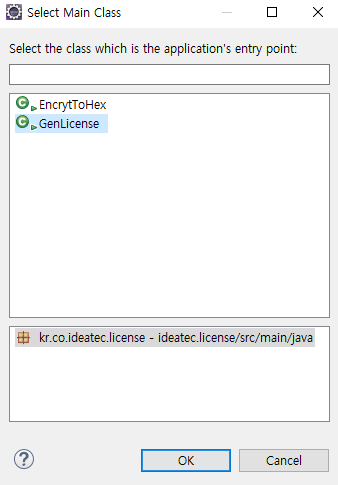 Select Main Class
Select the class which is the application's entry point:
EncrytToHex
GenLicense
kr.co.ideatec.license - ideatec.license/src/main/java
OK
Cancel